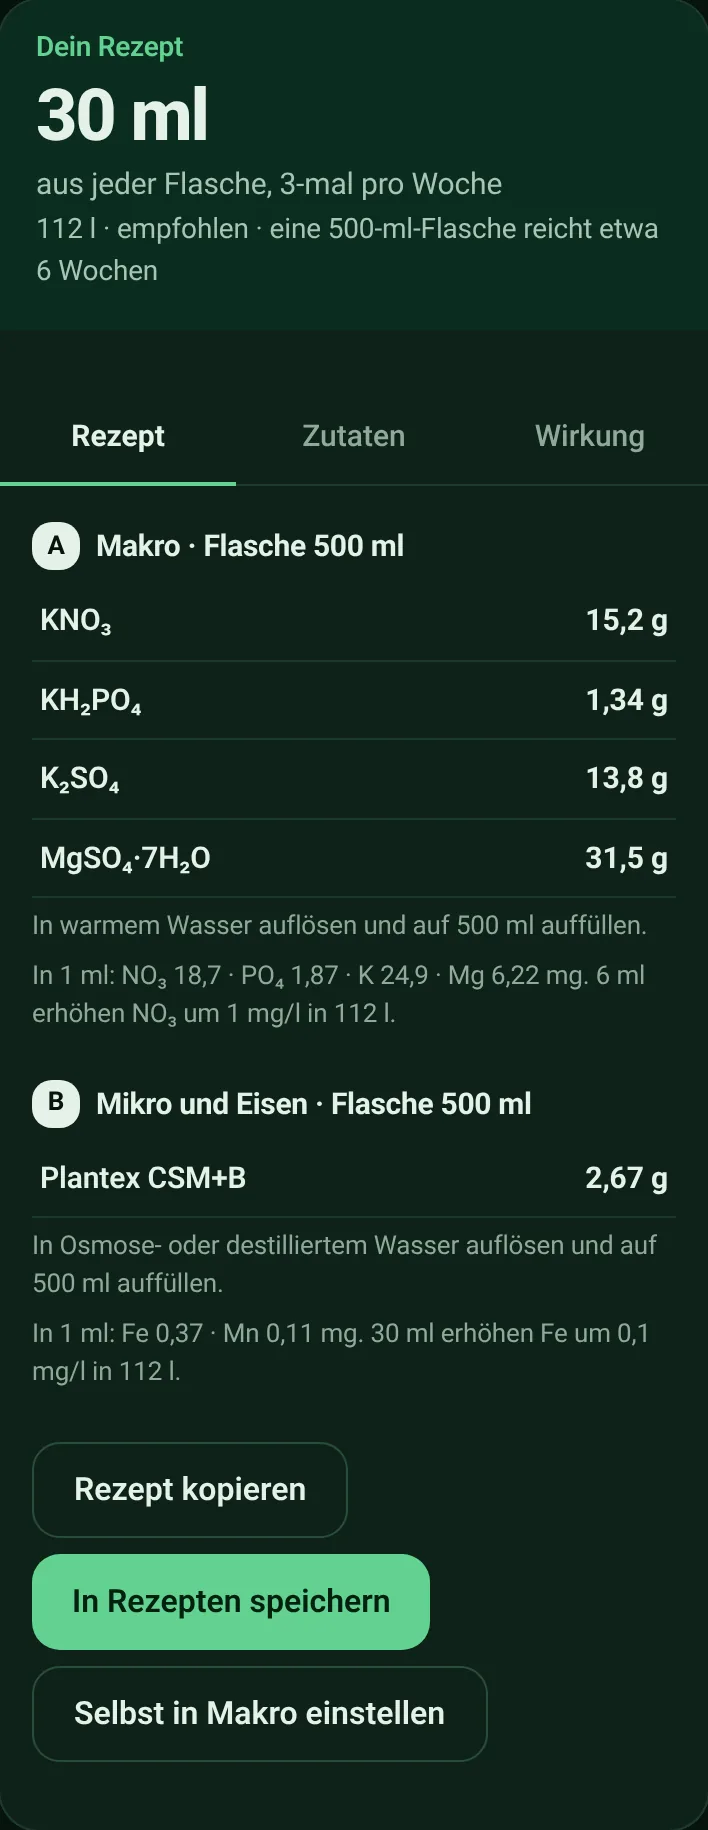 Dein Rezept
30 ml
aus jeder Flasche, 3-mal pro Woche
112 l · empfohlen · eine 500-ml-Flasche reicht etwa
6 Wochen
Rezept Zutaten Wirkung
A Makro · Flasche 500 ml
KNO₃ 15,2 g
KH₂PO₄ 1,34 g
K₂SO₄ 13,8 g
MgSO₄·7H₂O 31,5 g
In warmem Wasser auflösen und auf 500 ml auffüllen.
In 1 ml: NO₃ 18,7 · PO₄ 1,87 · K 24,9 · Mg 6,22 mg. 6 ml
erhöhen NO₃ um 1 mg/l in 112 l.
B Mikro und Eisen · Flasche 500 ml
Plantex CSM+B 2,67 g
In Osmose- oder destilliertem Wasser auflösen und auf
500 ml auffüllen.
In 1 ml: Fe 0,37 · Mn 0,11 mg. 30 ml erhöhen Fe um 0,1
mg/l in 112 l.
Rezept kopieren
In Rezepten speichern
Selbst in Makro einstellen